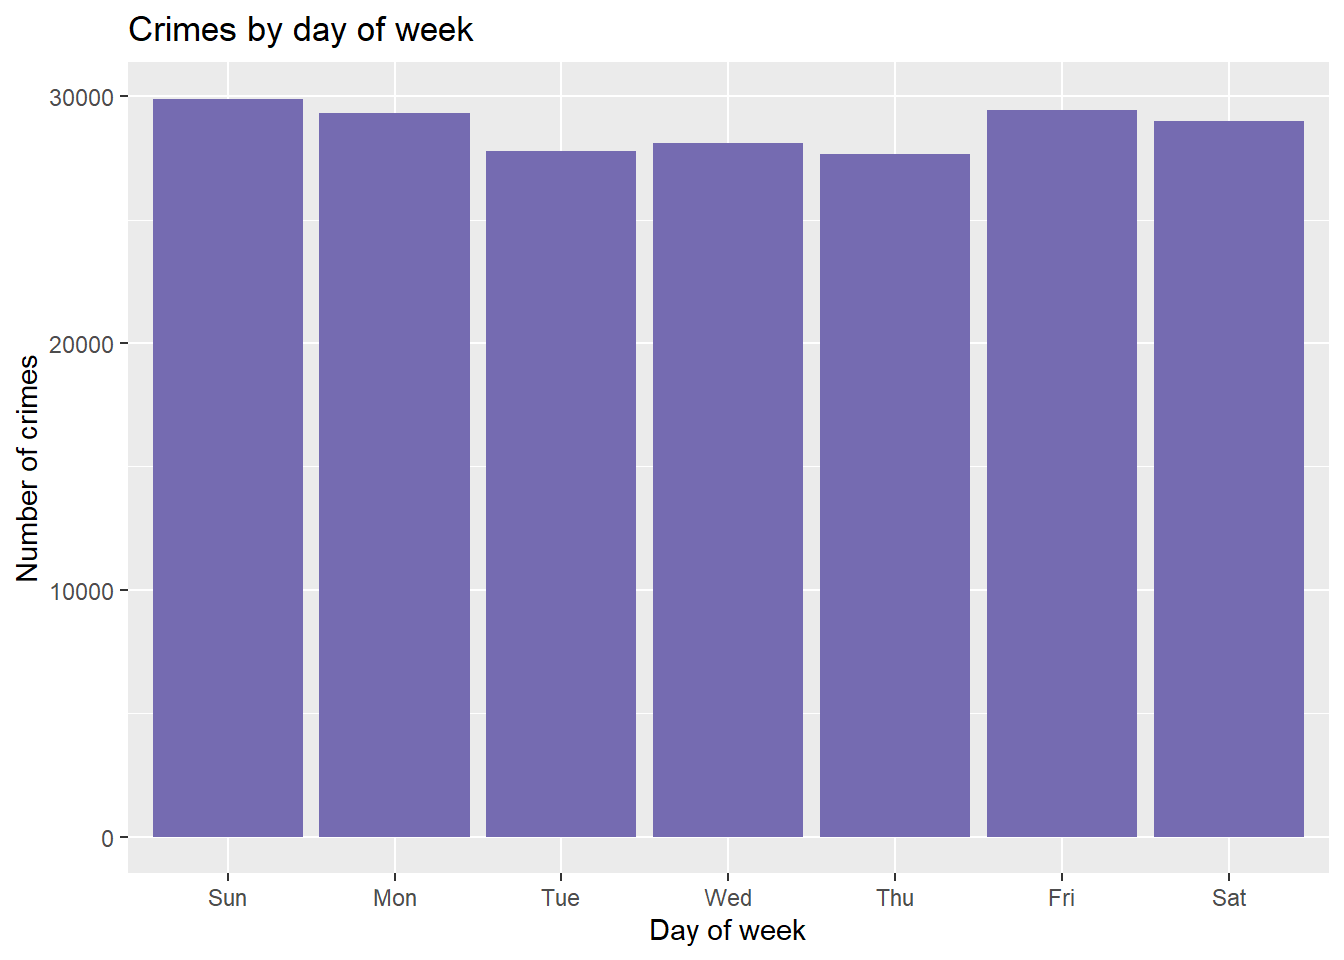 Crimes by day of week
Number of crimes
30000
20000
10000
0
Sun Mon Tue Wed Thu Fri Sat
Day of week